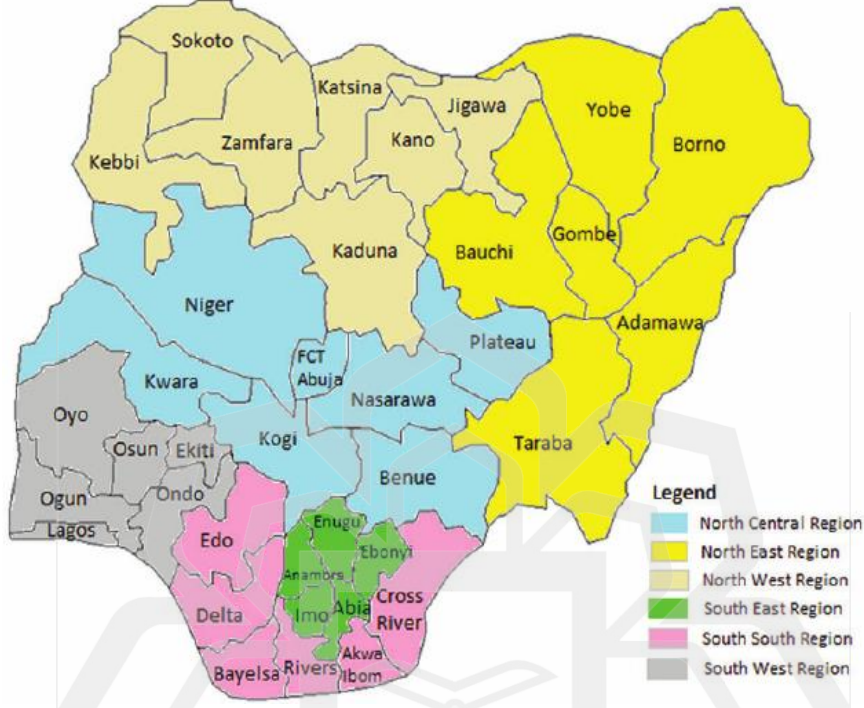 Sokoto
Katsina
Jigawa
Yobe
Borno
Kebbi
Zamfara
Kano
Kaduna
Bauchi
Gombe
Niger
Adamawa
FCT
Abuja
Plateau
Kwara
Nasarawa
Oyo
Kogi
Taraba
Osun
Ekiti
Benue
Ogun
Ondo
Lagos
Edo
Enugu
Ebonyi
Anambrs
Delta
Imo
Abia
Cross
River
Bayelsa
Rivers
Akwa
Ibom
Legend
North Central Region
North East Region
North West Region
South East Region
South South Region
South West Region